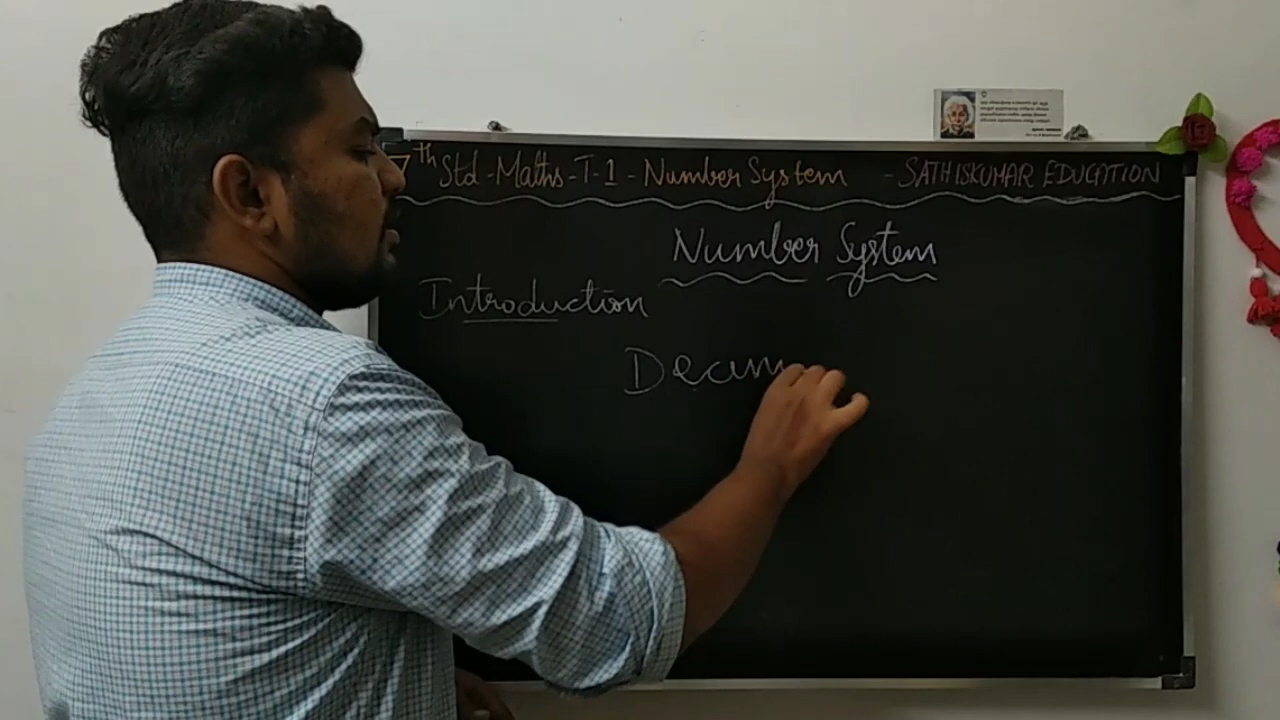 7th Std-Maths-T-1-Number System - SATHISKUMAR EDUCATION
Number System
Introduction
Decim